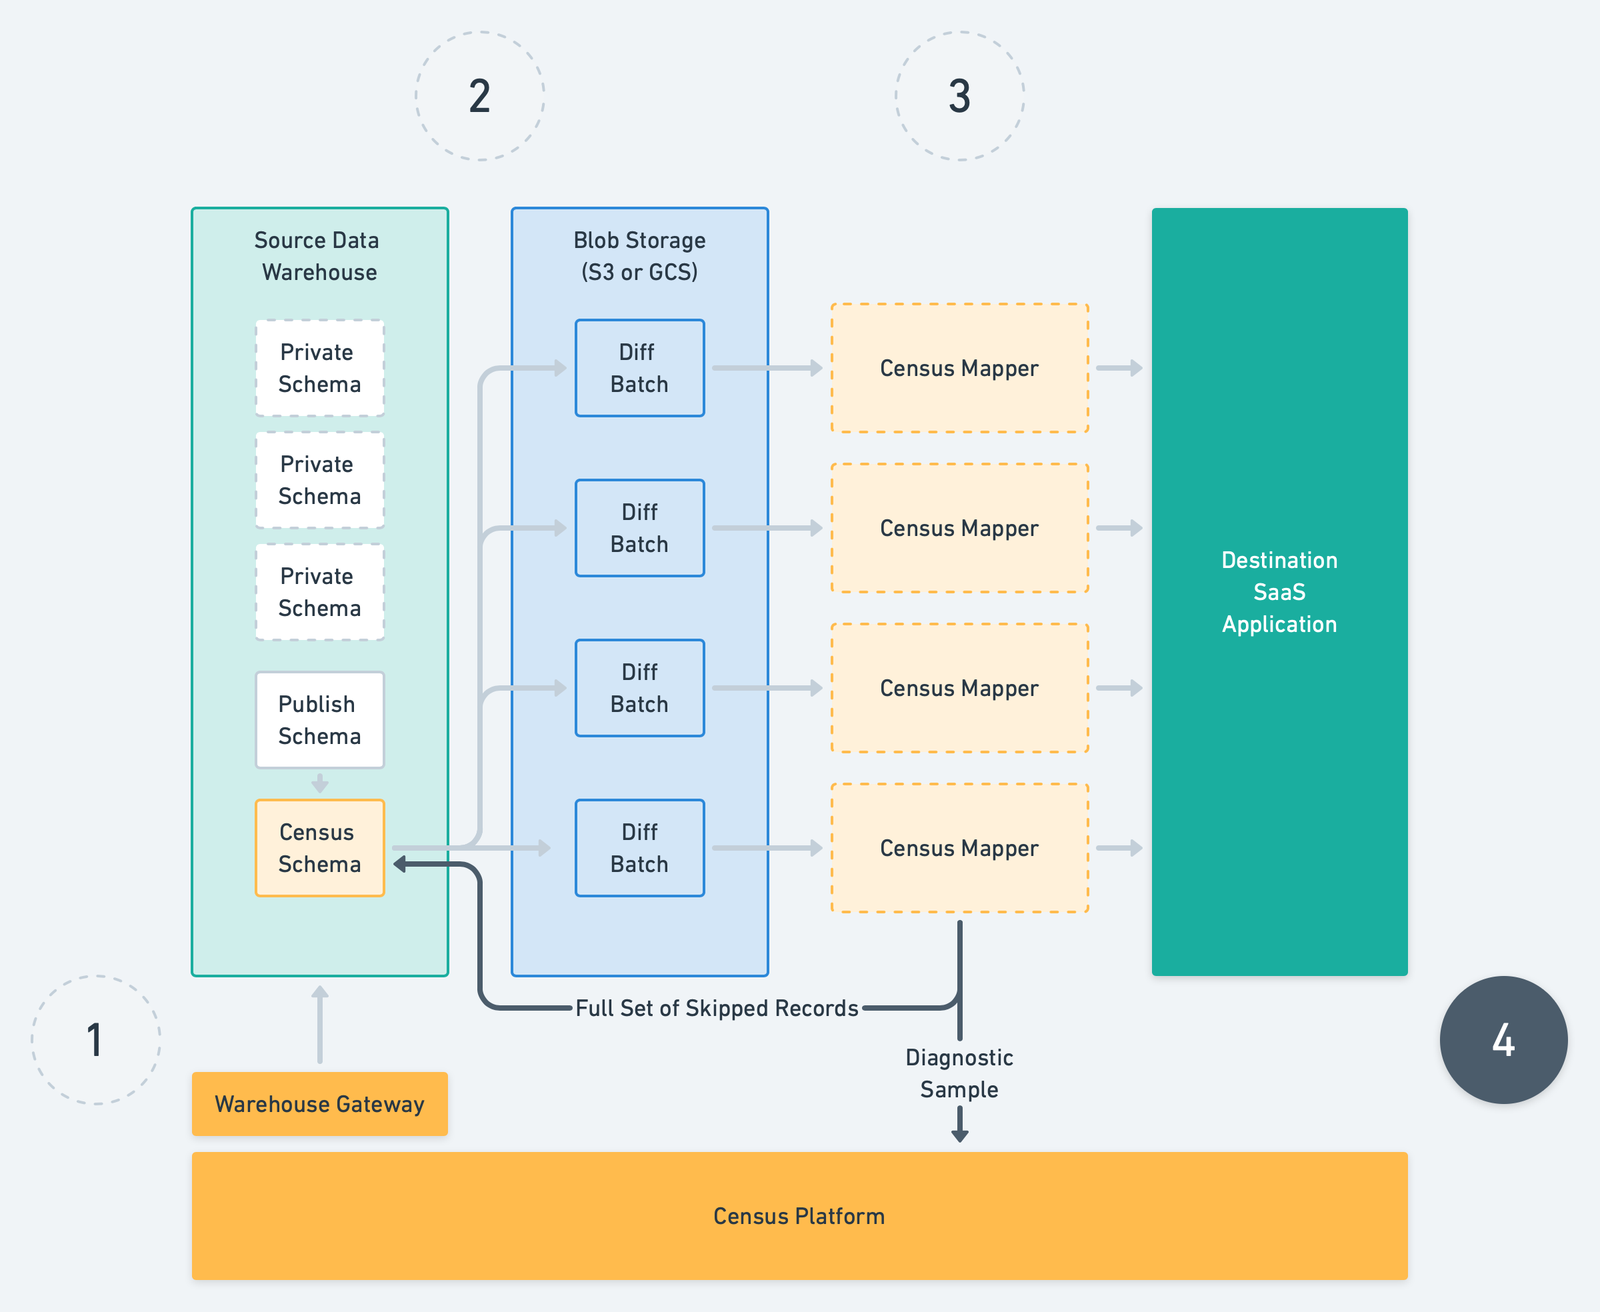 2
3
Source Data
Warehouse
Private
Schema
Private
Schema
Private
Schema
Publish
Schema
Census
Schema
Blob Storage
(S3 or GCS)
Diff
Batch
Diff
Batch
Diff
Batch
Diff
Batch
Census Mapper
Census Mapper
Census Mapper
Census Mapper
Destination
SaaS
Application
Full Set of Skipped Records
1
4
Diagnostic
Sample
Warehouse Gateway
Census Platform